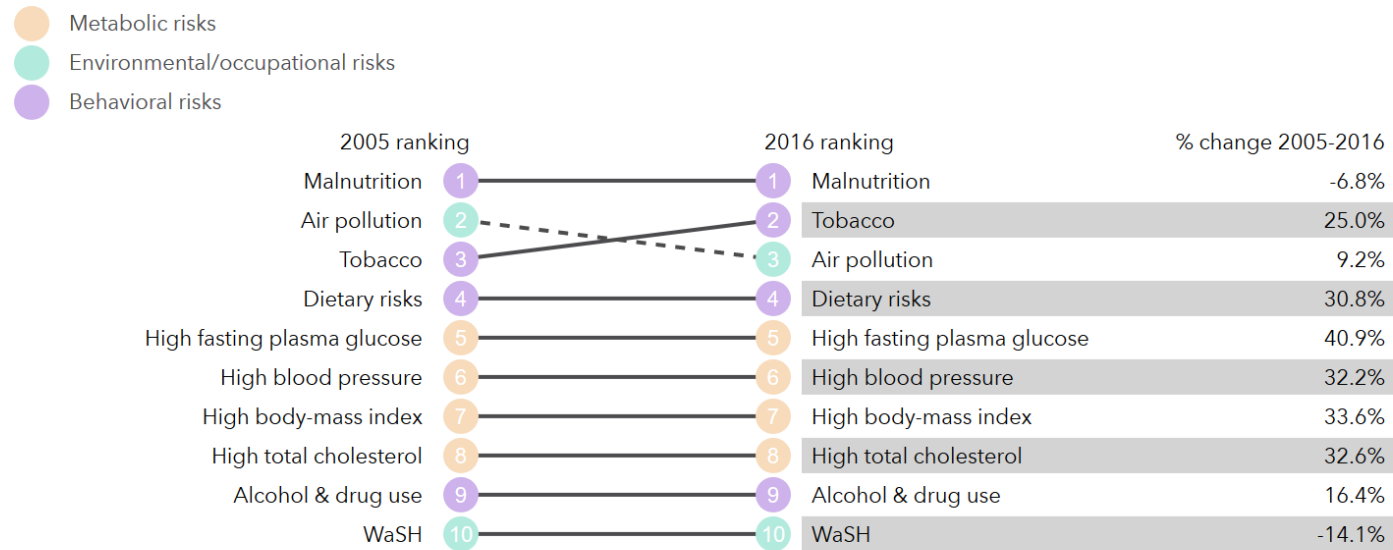 Metabolic risks
Environmental/occupational risks
Behavioral risks
2005 ranking 2016 ranking % change 2005-2016
Malnutrition 1 1 Malnutrition -6.8%
Air pollution 2 2 Tobacco 25.0%
Tobacco 3 3 Air pollution 9.2%
Dietary risks 4 4 Dietary risks 30.8%
High fasting plasma glucose 5 5 High fasting plasma glucose 40.9%
High blood pressure 6 6 High blood pressure 32.2%
High body-mass index 7 7 High body-mass index 33.6%
High total cholesterol 8 8 High total cholesterol 32.6%
Alcohol & drug use 9 9 Alcohol & drug use 16.4%
WaSH 10 10 WaSH -14.1%